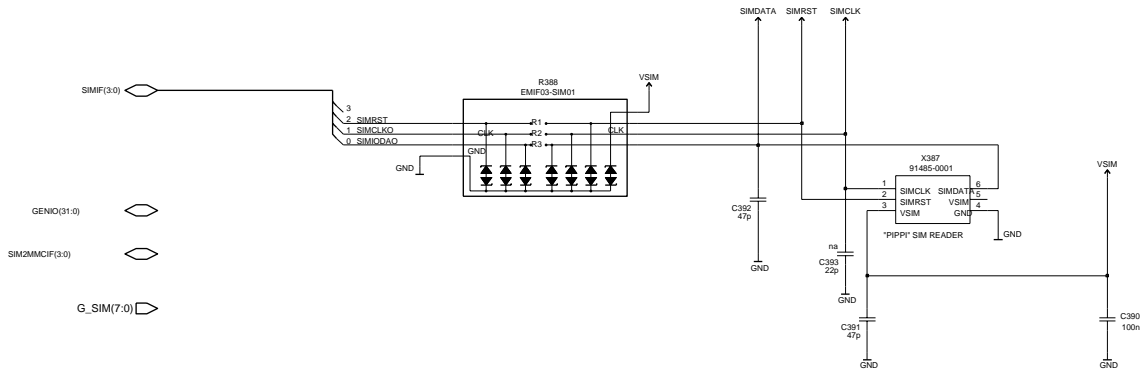 SIMDATA SIMRST SIMCLK
R388
EMIF03-SIM01
VSIM
SIMIF(3:0)
3
2 SIMRST R1
1 SIMCLKO CLK R2 CLK
0 SIMIODAO GND R3
GND
X387
91485-0001
VSIM
1 SIMCLK SIMDATA 6
2 SIMRST VSIM 5
3 VSIM GND 4
GENIO(31:0)
C392
47p
"PIPPI" SIM READER
GND
SIM2MMCIF(3:0)
na
C393
22p
GND
GND
G_SIM(7:0)
C391
47p
C390
100n
GND
GND